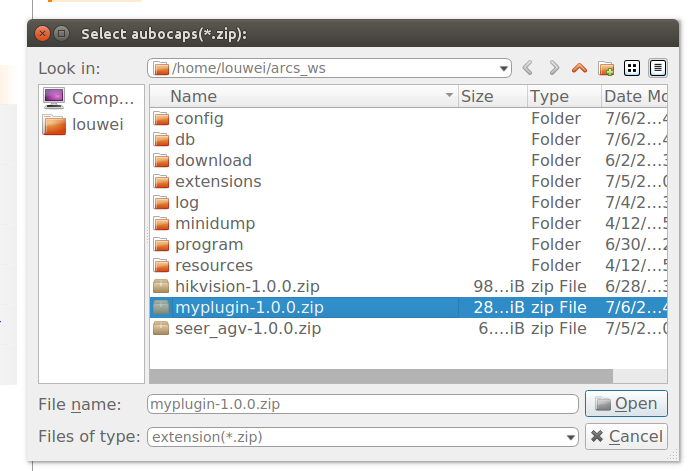 Select aubocaps(*.zip):
Look in: /home/louwei/arcs_ws
Comp...
louwei
Name Size Type Date Mo
config Folder 7/6/2...4
db Folder 7/6/2...4
download Folder 6/2/2...3
extensions Folder 7/5/2...0
log Folder 7/4/2...3
minidump Folder 4/12/...5
program Folder 6/30/...2
resources Folder 4/12/...5
hikvision-1.0.0.zip 98...iB zip File 6/28/...3
myplugin-1.0.0.zip 28...iB zip File 7/6/2...4
seer_agv-1.0.0.zip 6....iB zip File 7/5/2...0
File name: myplugin-1.0.0.zip Open
Files of type: extension(*.zip) Cancel